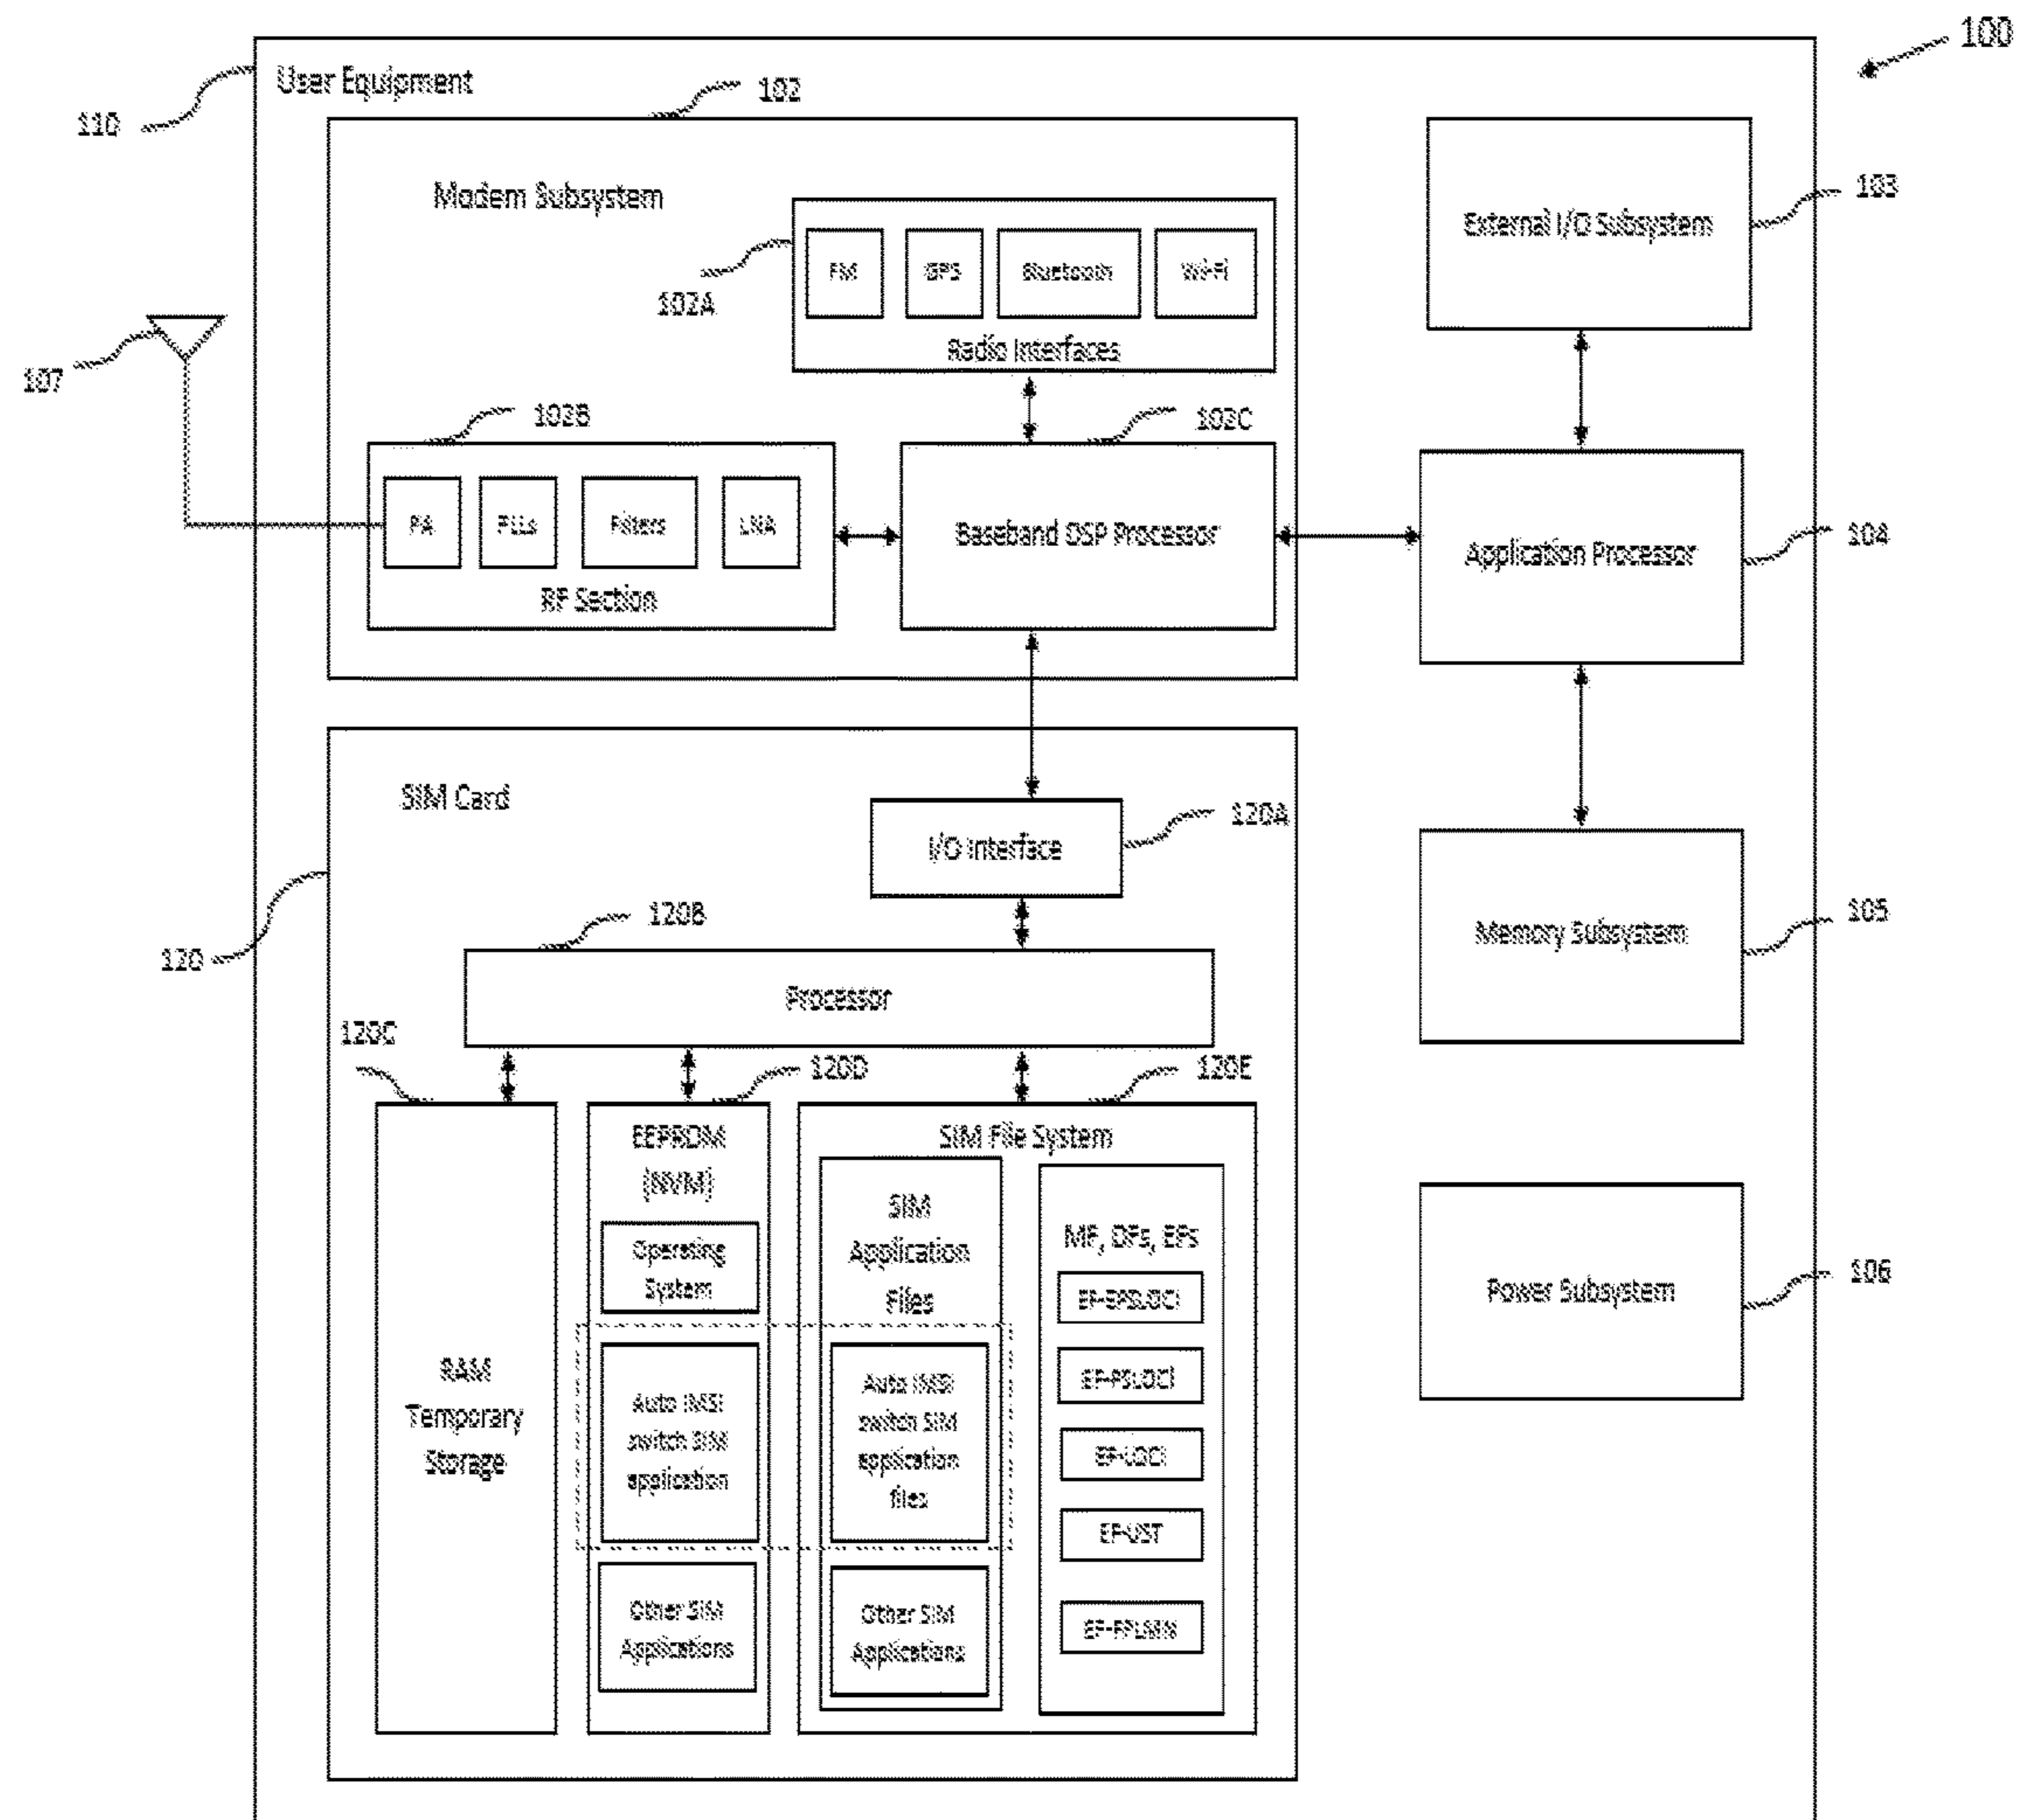 100
User Equipment
110
102
Modem Subsystem
103
External I/O Subsystem
102A
FM
GPS
Bluetooth
Wi-Fi
Radio Interfaces
107
102B
102C
PA
PLLs
Filters
LNA
RF Section
Baseband DSP Processor
Application Processor
104
SIM Card
120A
I/O Interface
120B
105
Memory Subsystem
120
Processor
120C
120D
120E
EEPROM
(NVM)
SIM File System
Operating
System
SIM
Application
Files
MF, DFs, EFs
EF-EPSLOCI
EF-PSLOCI
EF-LOCI
EF-UST
EF-FPLMN
106
Power Subsystem
RAM
Temporary
Storage
Auto IMSI
switch SIM
application
Auto IMSI
switch SIM
application
files
Other SIM
Applications
Other SIM
Applications